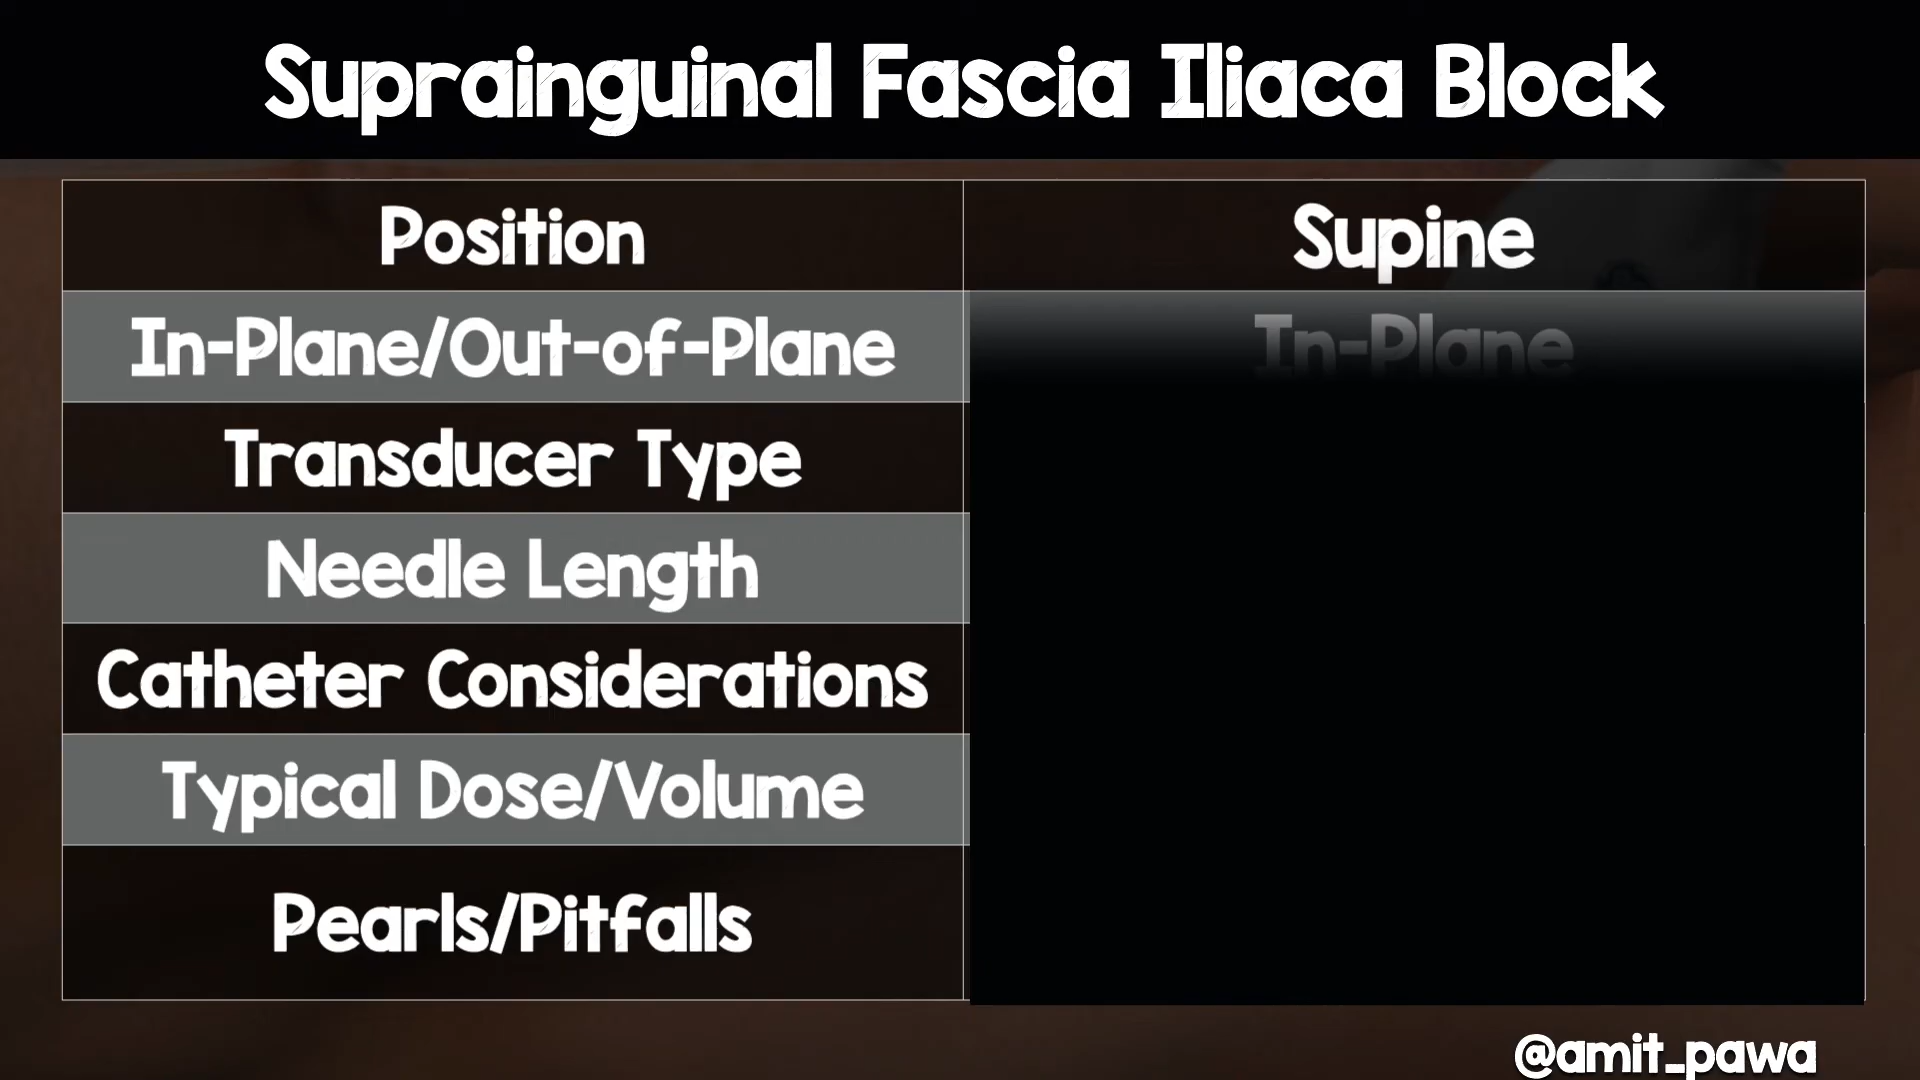 Suprainguinal Fascia Iliaca Block
Position
Supine
In-Plane/Out-of-Plane
In-Plane
Transducer Type
Needle Length
Catheter Considerations
Typical Dose/Volume
Pearls/Pitfalls
@amit_pawa